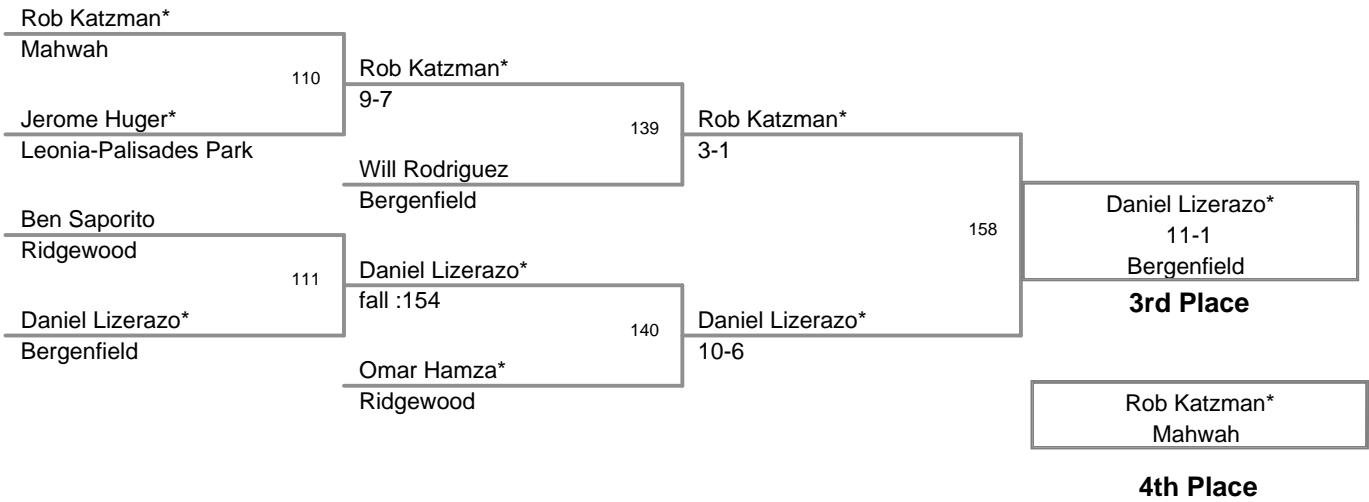 Rob Katzman*
Mahwah
110
Jerome Huger*
Leonia-Palisades Park
Ben Saporito
Ridgewood
111
Daniel Lizerazo*
Bergenfield
Rob Katzman*
9-7
139
Will Rodriguez
Bergenfield
Daniel Lizerazo*
fall :154
140
Omar Hamza*
Ridgewood
Rob Katzman*
3-1
158
Daniel Lizerazo*
10-6
Daniel Lizerazo*
11-1
Bergenfield
3rd Place
Rob Katzman*
Mahwah
4th Place